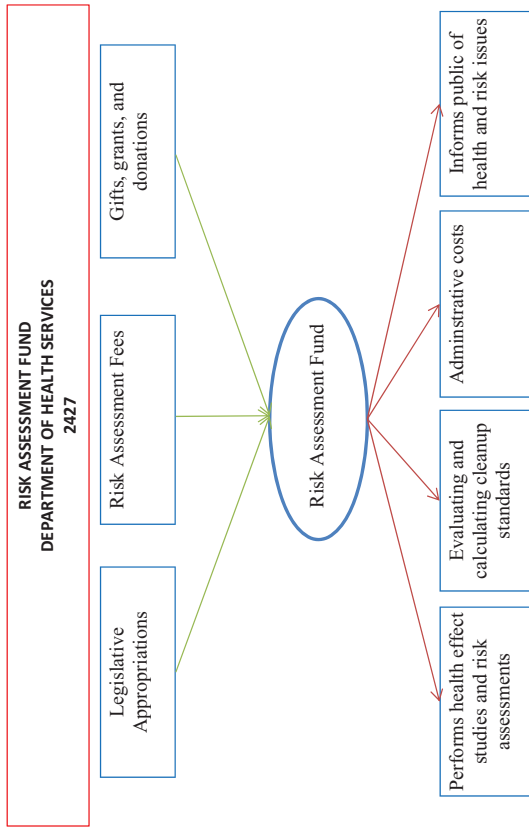 RISK ASSESSMENT FUND
DEPARTMENT OF HEALTH SERVICES
2427
Legislative
Appropriations
Risk Assessment Fees
Gifts, grants, and
donations
Risk Assessment Fund
Performs health effect
studies and risk
assessments
Evaluating and
calculating cleanup
standards
Adminstrative costs
Informs public of
health and risk issues